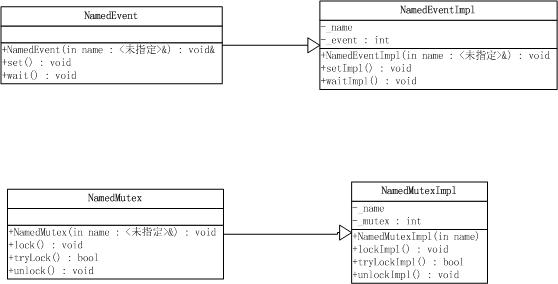 NamedEvent
+NamedEvent(in name : <未指定>&) : void&
+set() : void
+wait() : void
NamedEventImpl
-_name
-_event : int
+NamedEventImpl(in name : <未指定>&) : void
+setImpl() : void
+waitImpl() : void
NamedMutex
+NamedMutex(in name : <未指定>&) : void
+lock() : void
+tryLock() : bool
+unlock() : void
NamedMutexImpl
-_name
-_mutex : int
+NamedMutexImpl(in name)
+lockImpl() : void
+tryLockImpl() : bool
+unlockImpl() : void